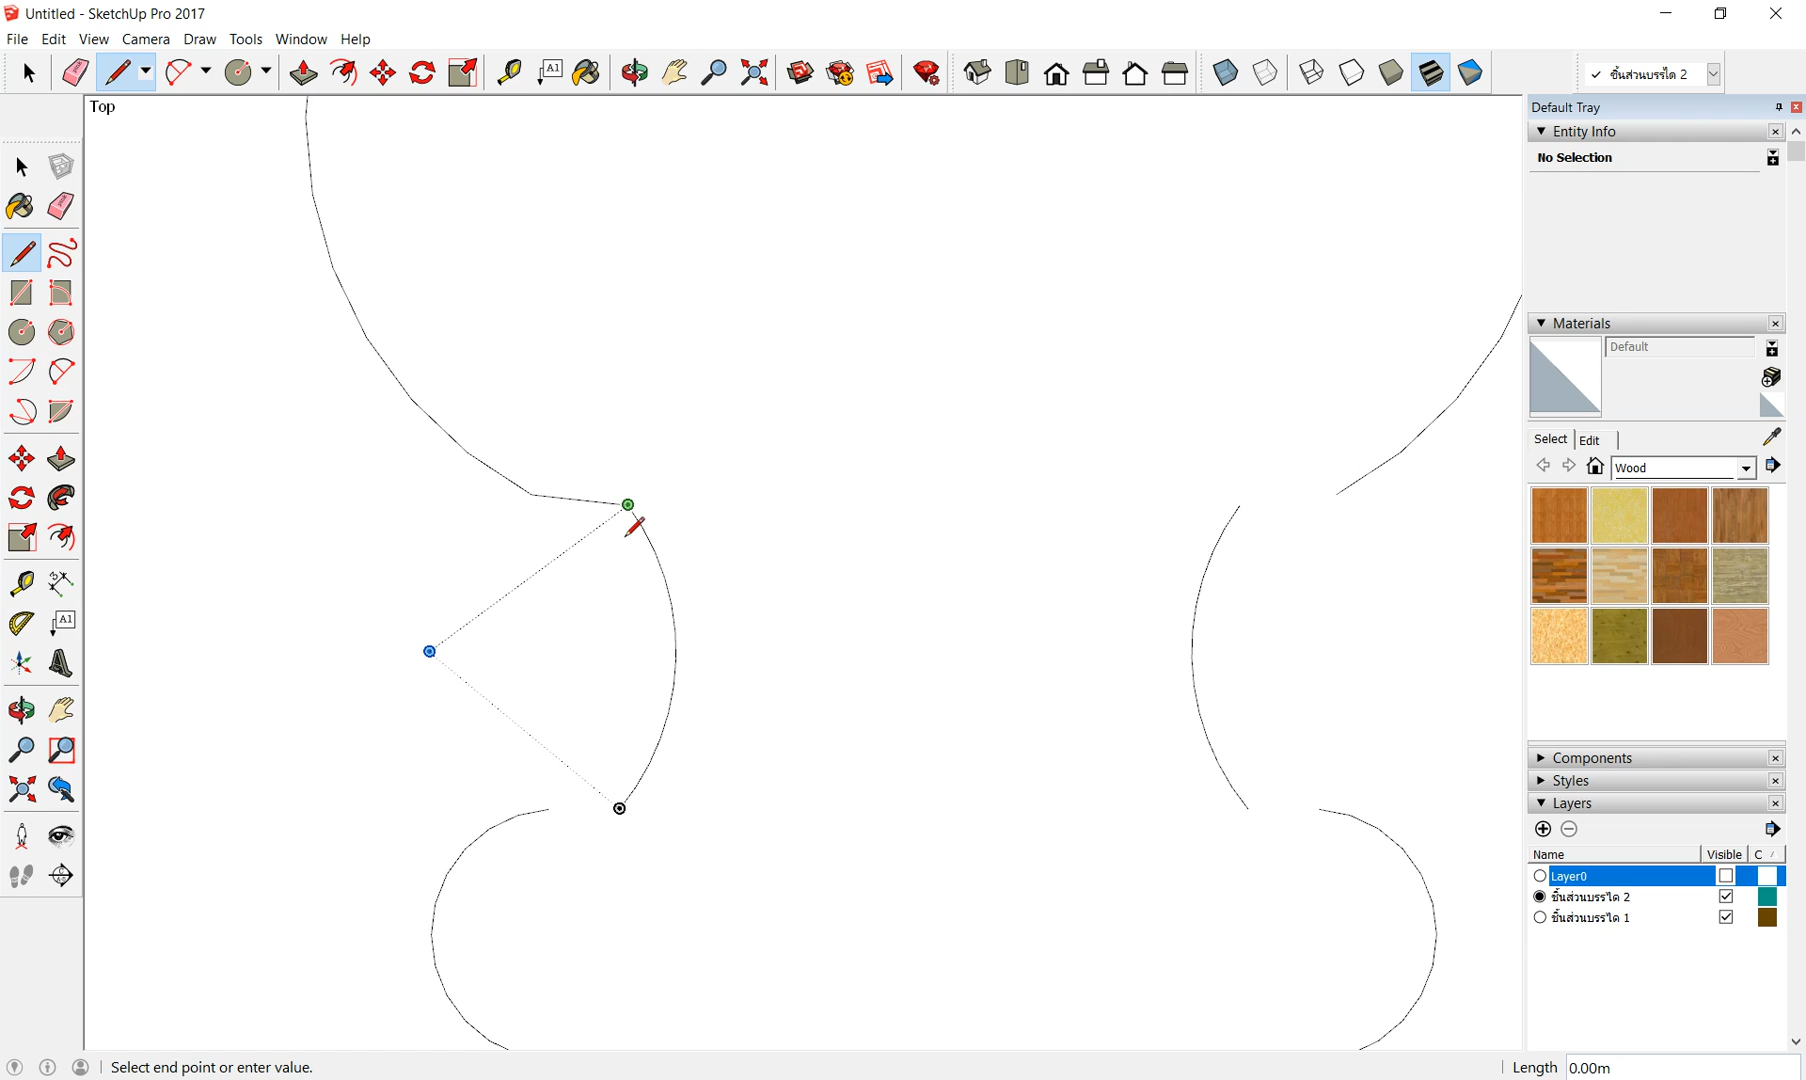 Untitled - SketchUp Pro 2017
File Edit View Camera Draw Tools Window Help
A1
ชิ้นส่วนบรรได 2
Top
Default Tray
Entity Info
No Selection
Materials
Default
Select Edit
Wood
A1
Components
Styles
Layers
Name Visible C
Layer0
ชิ้นส่วนบรรได 2
ชิ้นส่วนบรรได 1
Select end point or enter value.
Length 0.00m